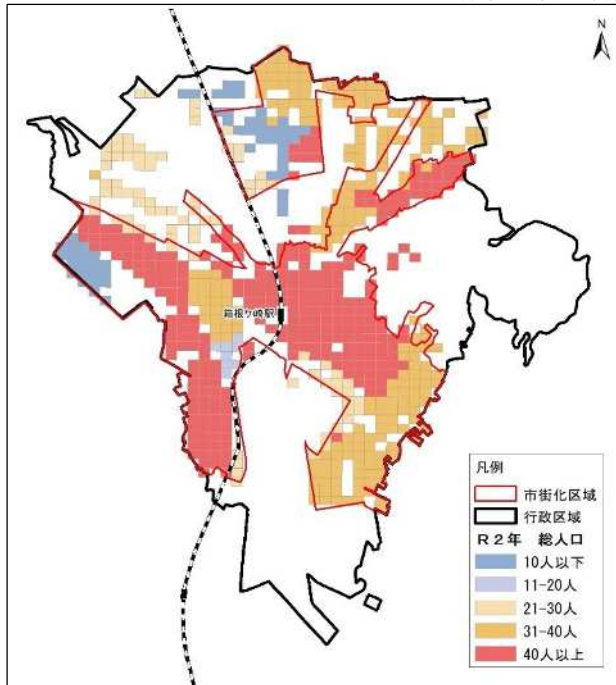 N
箱根ケ崎駅
凡例
市街化区域
行政区域
R2年 総人口
10人以下
11-20人
21-30人
31-40人
40人以上